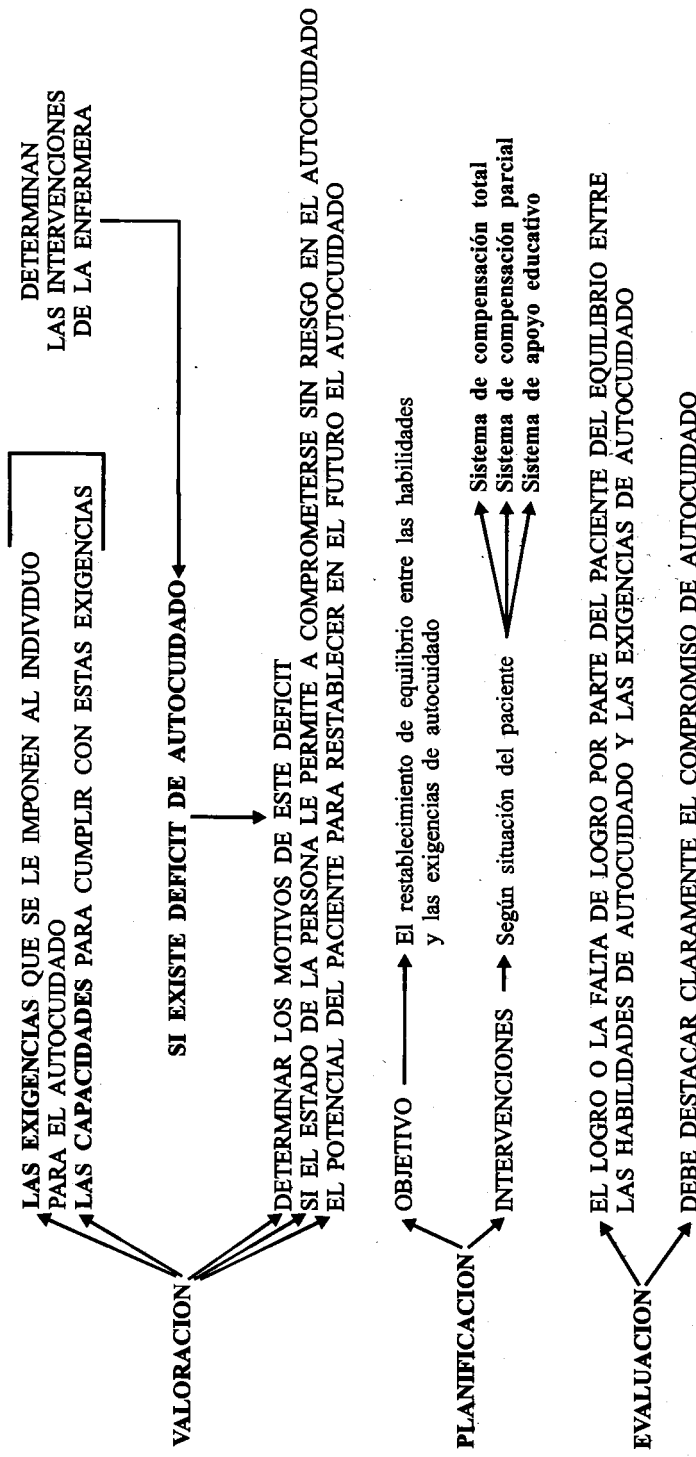 VALORACION
LAS EXIGENCIAS QUE SE LE IMPONEN AL INDIVIDUO
PARA EL AUTOCUIDADO
LAS CAPACIDADES PARA CUMPLIR CON ESTAS EXIGENCIAS
DETERMINAN
LAS INTERVENCIONES
DE LA ENFERMERA
SI EXISTE DEFICIT DE AUTOCUIDADO
DETERMINAR LOS MOTIVOS DE ESTE DEFICIT
SI EL ESTADO DE LA PERSONA LE PERMITE A COMPROMETERSE SIN RIESGO EN EL AUTOCUIDADO
EL POTENCIAL DEL PACIENTE PARA RESTABLECER EN EL FUTURO EL AUTOCUIDADO
PLANIFICACION
OBJETIVO
El restablecimiento de equilibrio entre las habilidades
y las exigencias de autocuidado
INTERVENCIONES
Según situación del paciente
Sistema de compensación total
Sistema de compensación parcial
Sistema de apoyo educativo
EVALUACION
EL LOGRO O LA FALTA DE LOGRO POR PARTE DEL PACIENTE DEL EQUILIBRIO ENTRE
LAS HABILIDADES DE AUTOCUIDADO Y LAS EXIGENCIAS DE AUTOCUIDADO
DEBE DESTACAR CLARAMENTE EL COMPROMISO DE AUTOCUIDADO